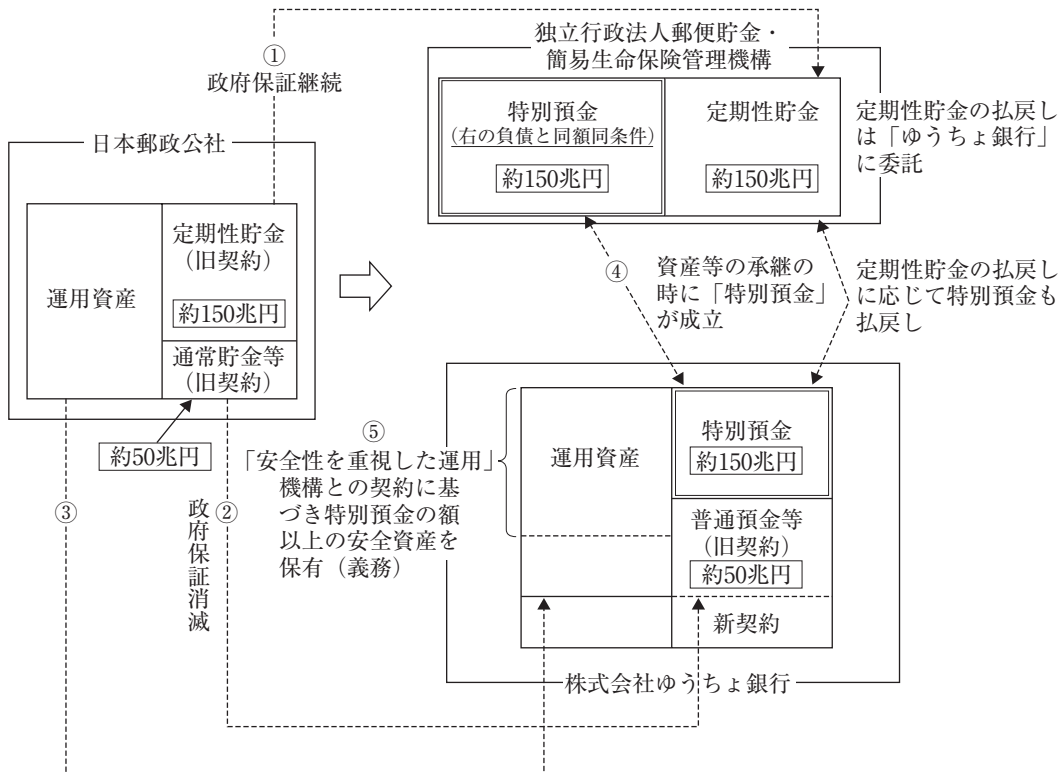 ①
政府保証継続
独立行政法人郵便貯金・
簡易生命保険管理機構
特別預金
(右の負債と同額同条件)
約150兆円
定期性貯金
約150兆円
定期性貯金の払戻し
は「ゆうちょ銀行」
に委託
日本郵政公社
運用資産
定期性貯金
(旧契約)
約150兆円
通常貯金等
(旧契約)
約50兆円
④
資産等の承継の
時に「特別預金」
が成立
定期性貯金の払戻し
に応じて特別預金も
払戻し
③
②
政府保証消滅
⑤
「安全性を重視した運用」
機構との契約に基
づき特別預金の額
以上の安全資産を
保有(義務)
運用資産
特別預金
約150兆円
普通預金等
(旧契約)
約50兆円
新契約
株式会社ゆうちょ銀行